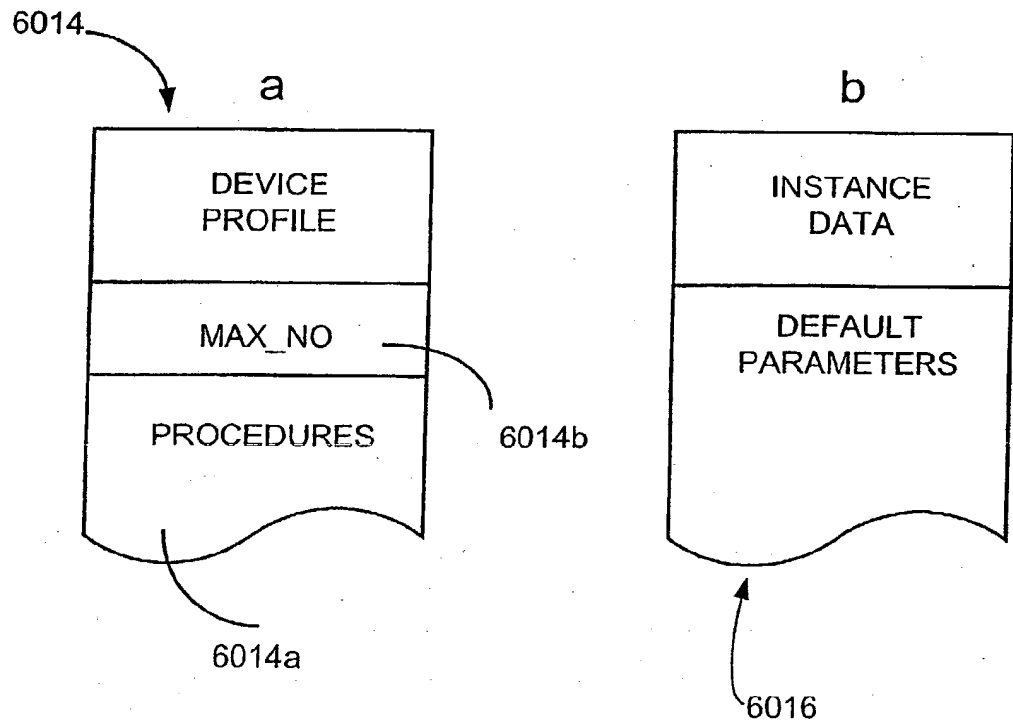 6014
a
DEVICE
PROFILE
MAX_NO
PROCEDURES
6014b
6014a
b
INSTANCE
DATA
DEFAULT
PARAMETERS
6016